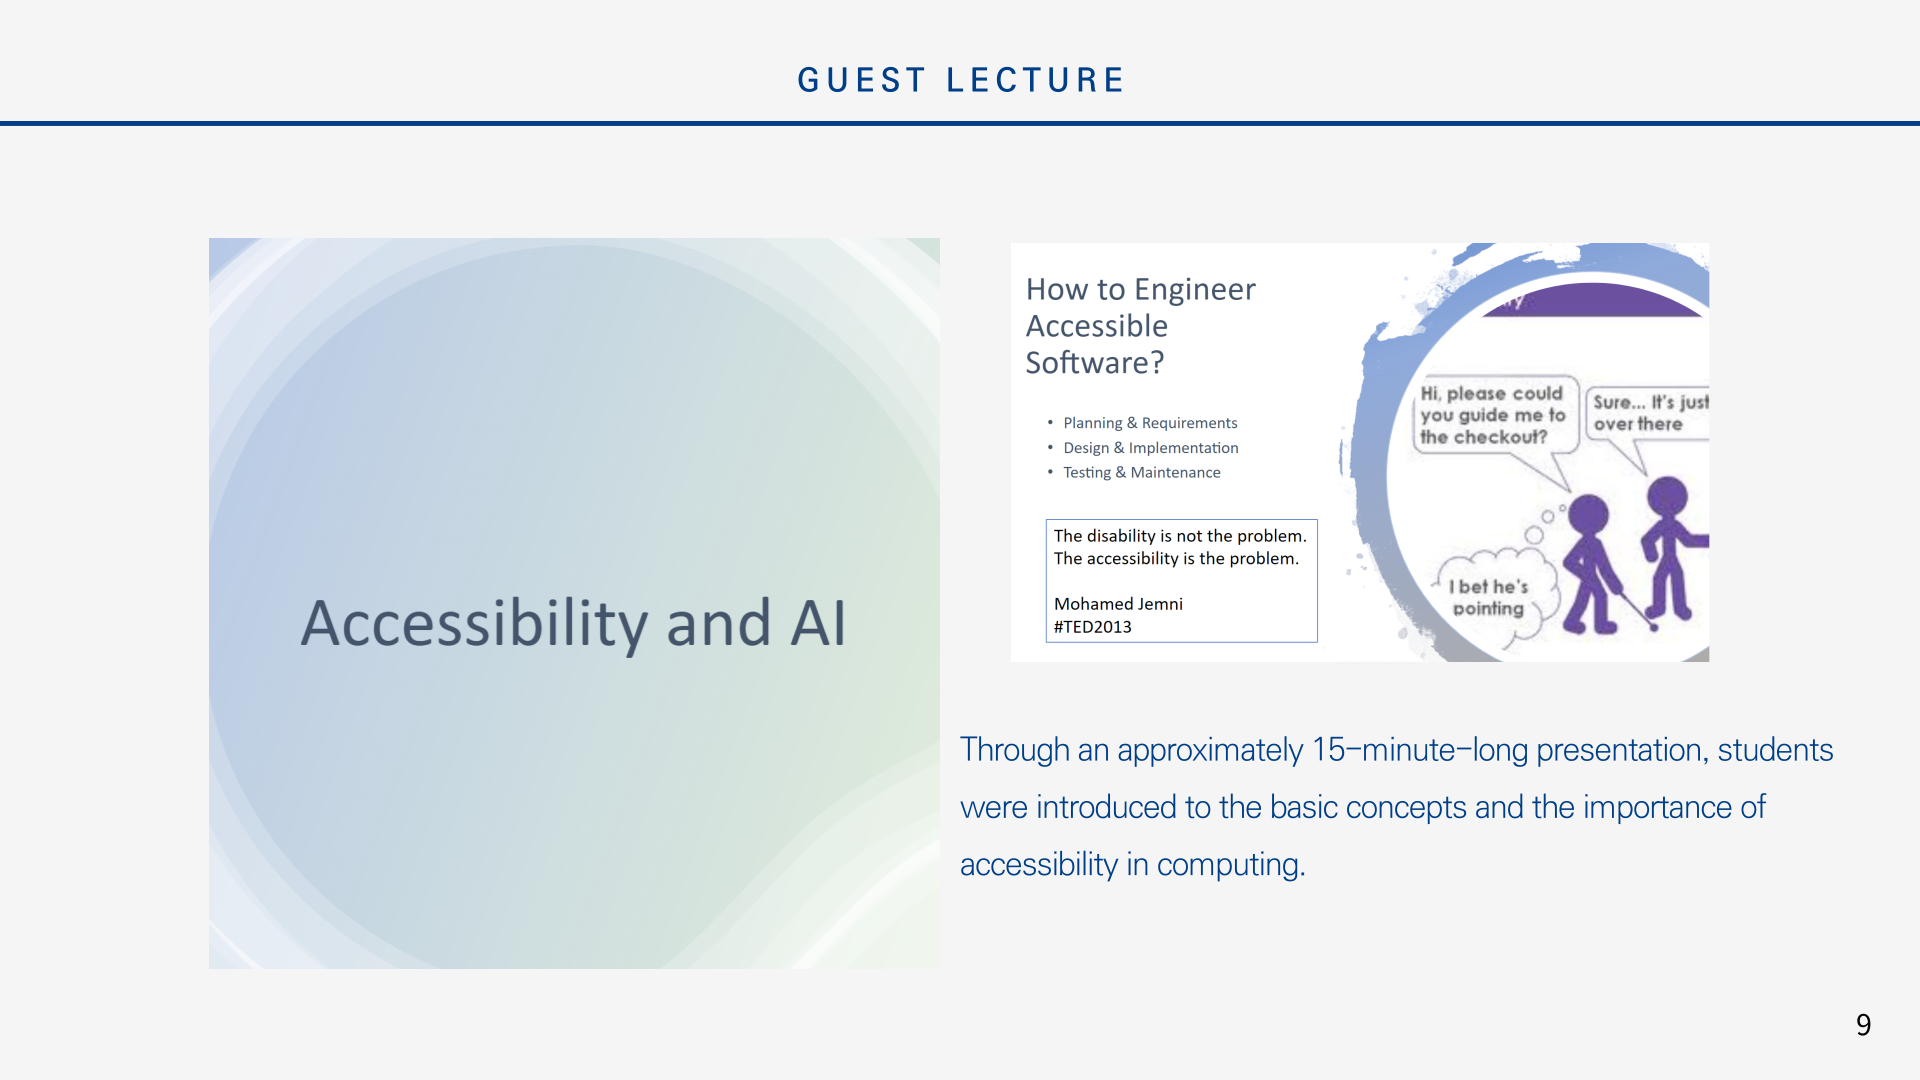 GUEST LECTURE
Accessibility and AI
How to Engineer
Accessible
Software?
• Planning & Requirements
• Design & Implementation
• Testing & Maintenance
The disability is not the problem.
The accessibility is the problem.
Mohamed Jemni
#TED2013
Hi, please could
you guide me to
the checkout?
Sure... It's just
over there
I bet he's
pointing
Through an approximately 15-minute-long presentation, students
were introduced to the basic concepts and the importance of
accessibility in computing.
9